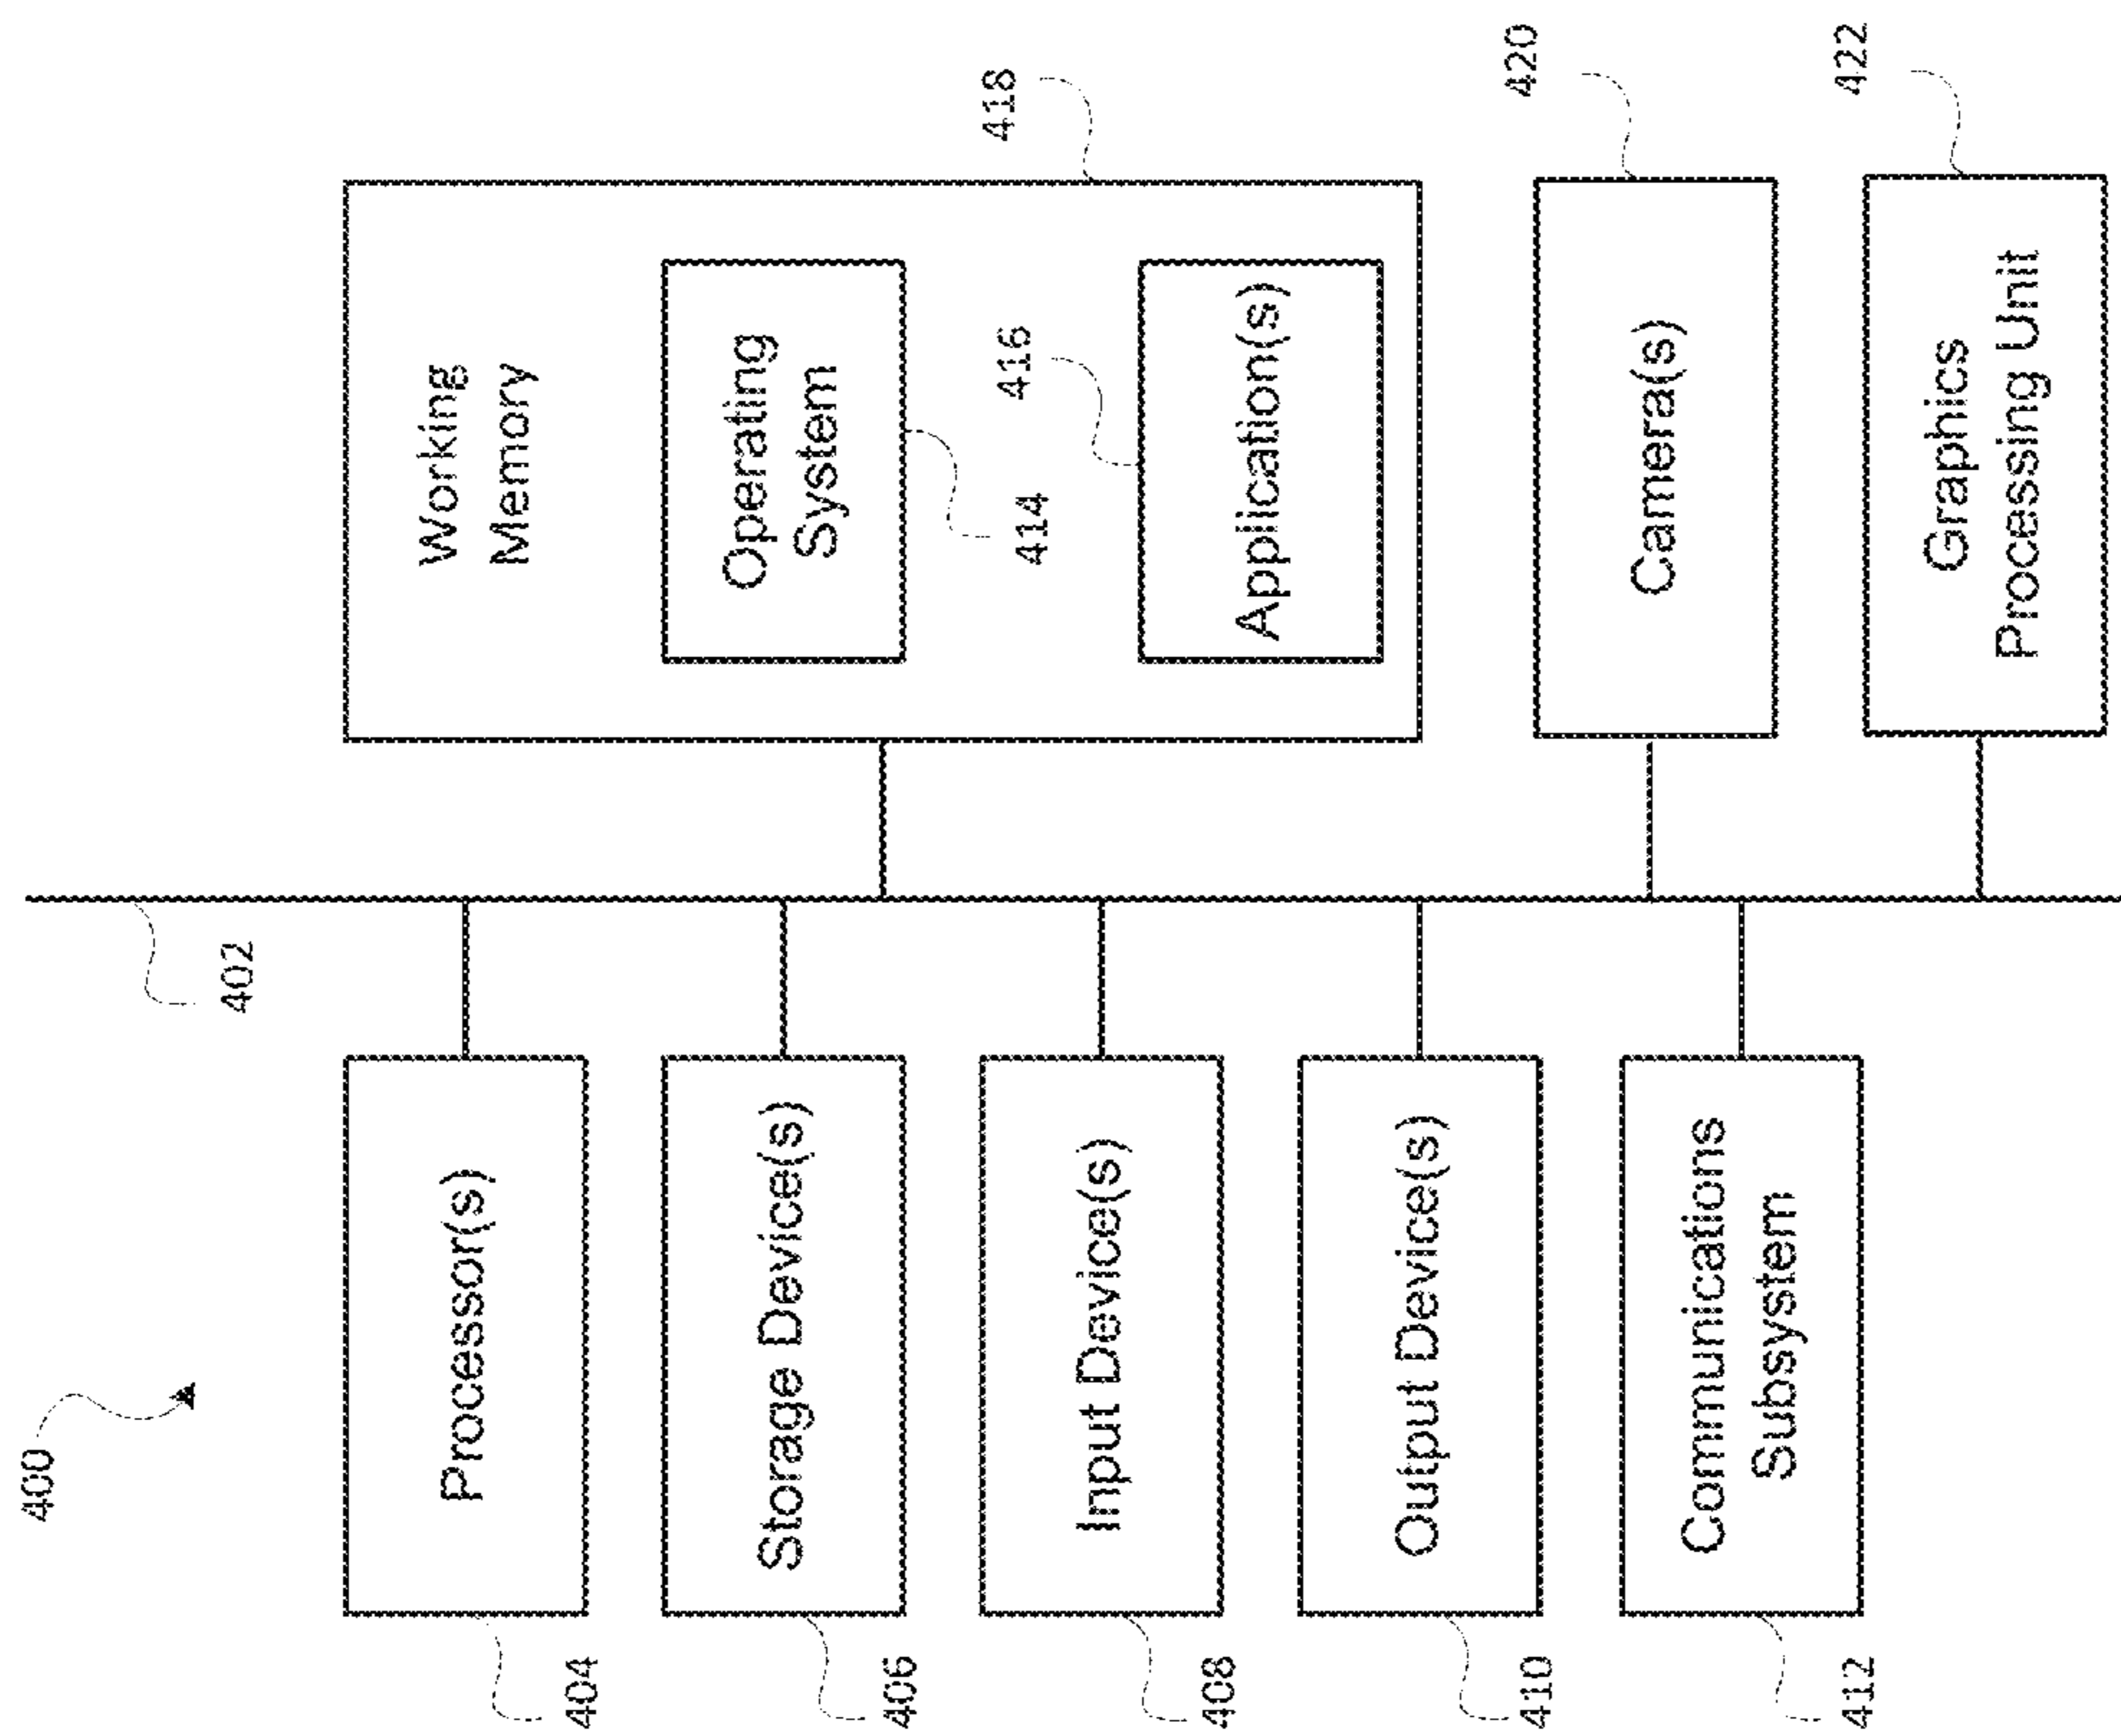 400
402
Processor(s)
404
Storage Device(s)
406
Input Device(s)
408
Output Device(s)
410
Communications
Subsystem
412
Working
Memory
418
Operating
System
414
416
Application(s)
Camera(s)
420
Graphics
Processing Unit
422